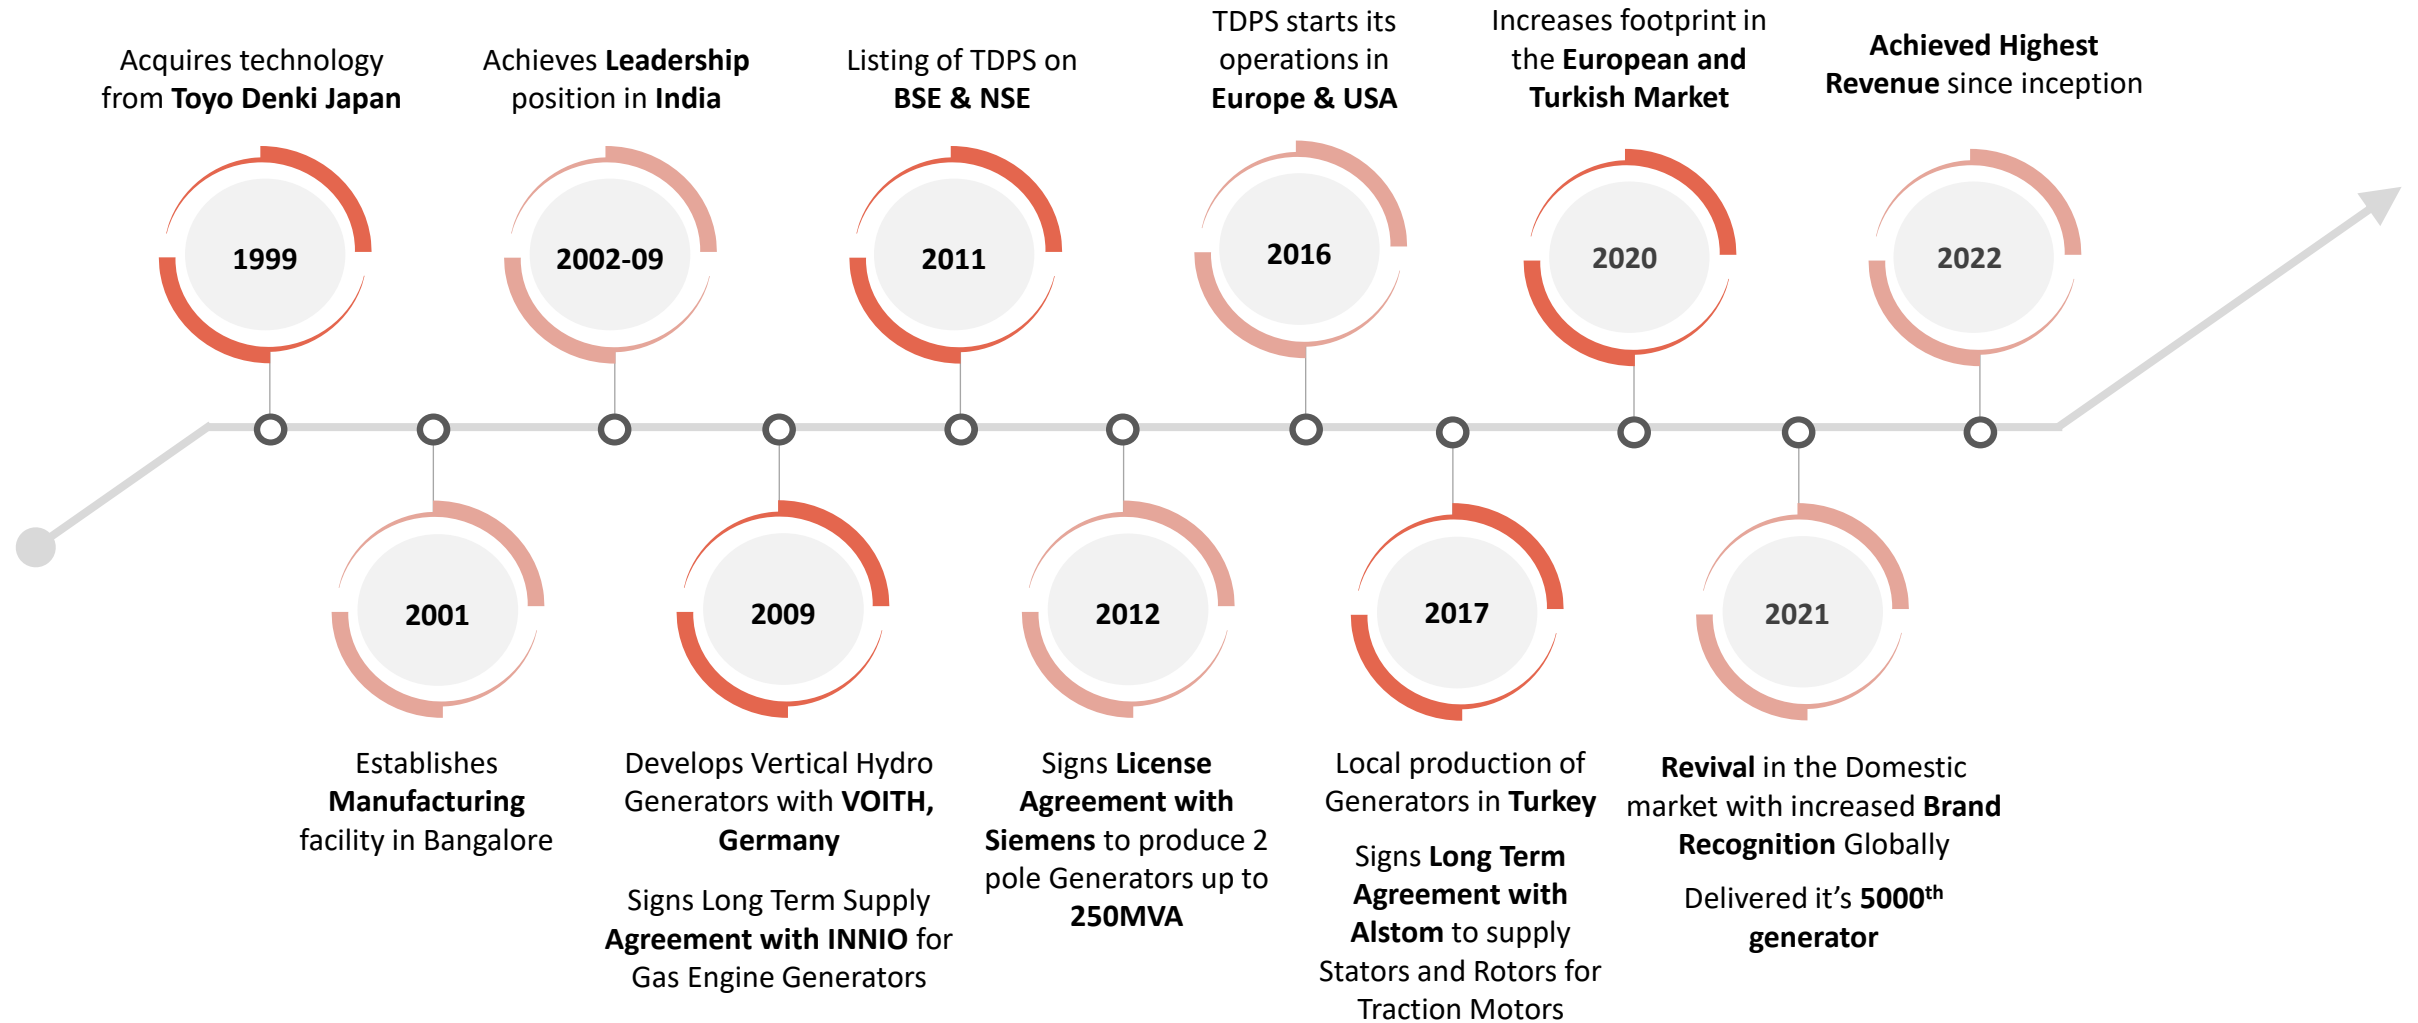 Acquires technology
from Toyo Denki Japan
1999
Establishes
Manufacturing
facility in Bangalore
2001
Achieves Leadership
position in India
2002-09
Develops Vertical Hydro
Generators with VOITH,
Germany
Signs Long Term Supply
Agreement with INNIO for
Gas Engine Generators
2009
Listing of TDPS on
BSE & NSE
2011
Signs License
Agreement with
Siemens to produce 2
pole Generators up to
250MVA
2012
TDPS starts its
operations in
Europe & USA
2016
Local production of
Generators in Turkey
Signs Long Term
Agreement with
Alstom to supply
Stators and Rotors for
Traction Motors
2017
Increases footprint in
the European and
Turkish Market
2020
Revival in the Domestic
market with increased Brand
Recognition Globally
Delivered it’s 5000th
generator
2021
Achieved Highest
Revenue since inception
2022